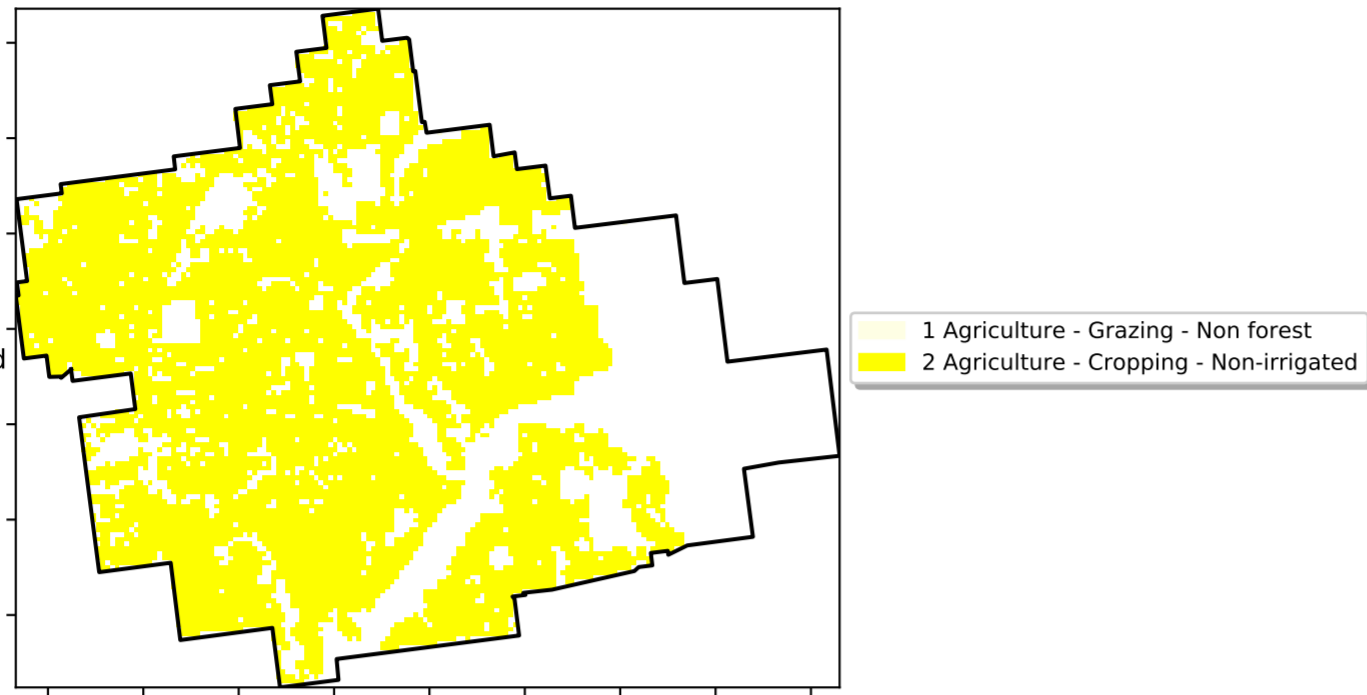 d
1 Agriculture - Grazing - Non forest
2 Agriculture - Cropping - Non-irrigated